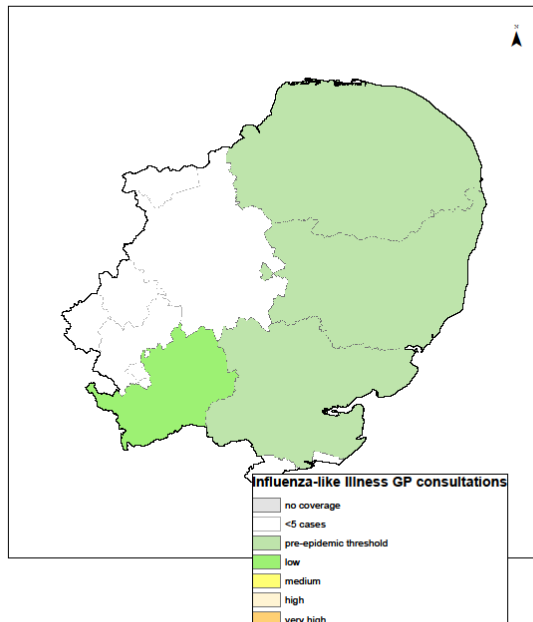 N
Influenza-like Illness GP consultations
no coverage
<5 cases
pre-epidemic threshold
low
medium
high
very high